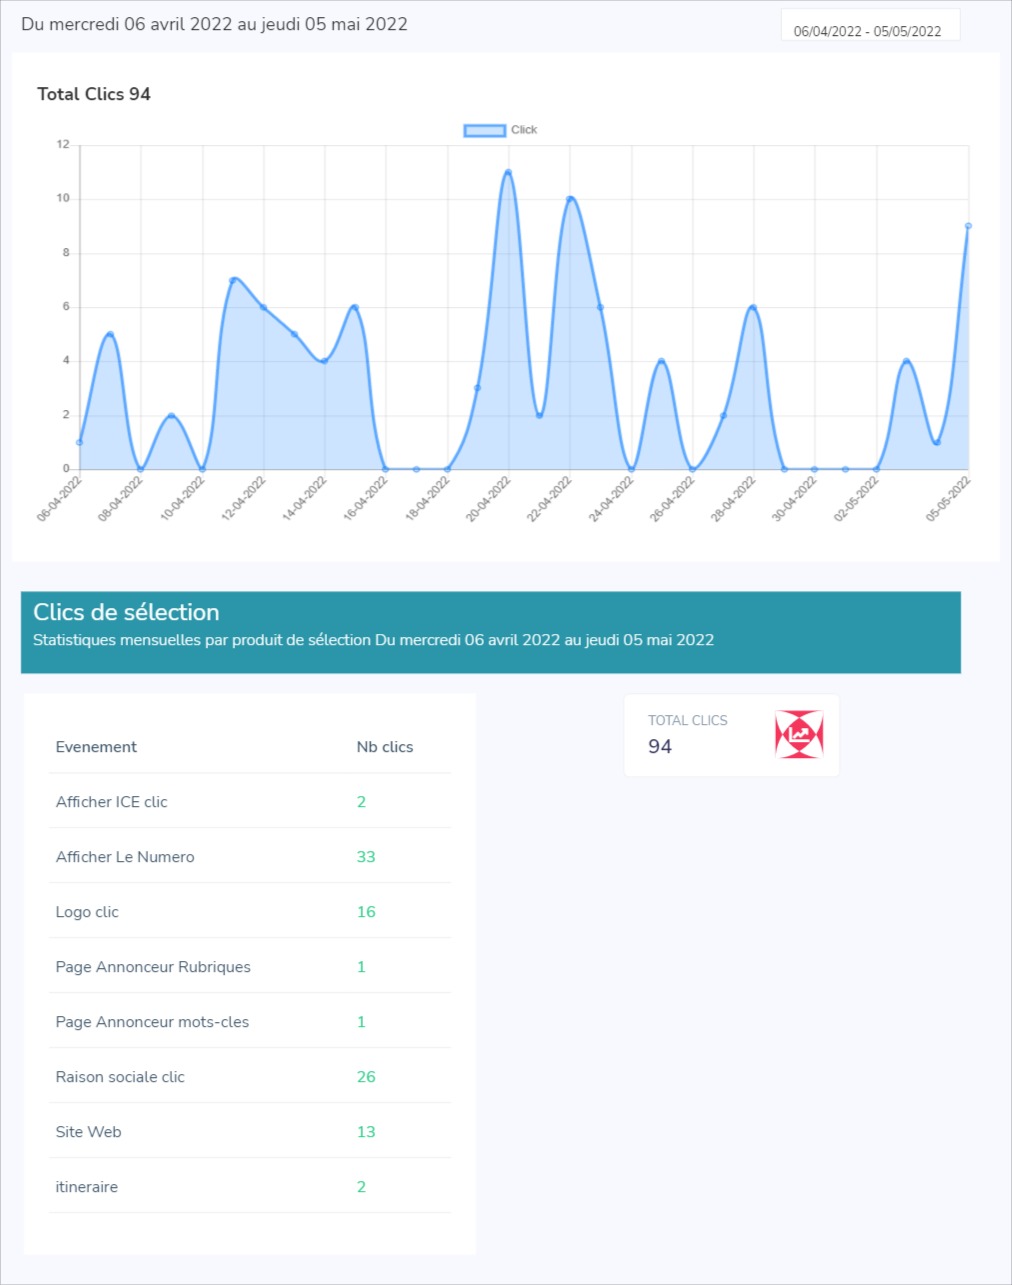 Du mercredi 06 avril 2022 au jeudi 05 mai 2022
06/04/2022 - 05/05/2022
Total Clics 94
Click
12
10
8
6
4
2
0
06-04-2022
08-04-2022
10-04-2022
12-04-2022
14-04-2022
16-04-2022
18-04-2022
20-04-2022
22-04-2022
24-04-2022
26-04-2022
28-04-2022
30-04-2022
02-05-2022
05-05-2022
Clics de sélection
Statistiques mensuelles par produit de sélection Du mercredi 06 avril 2022 au jeudi 05 mai 2022
TOTAL CLICS
94
Evenement Nb clics
Afficher ICE clic 2
Afficher Le Numero 33
Logo clic 16
Page Annonceur Rubriques 1
Page Annonceur mots-cles 1
Raison sociale clic 26
Site Web 13
itineraire 2